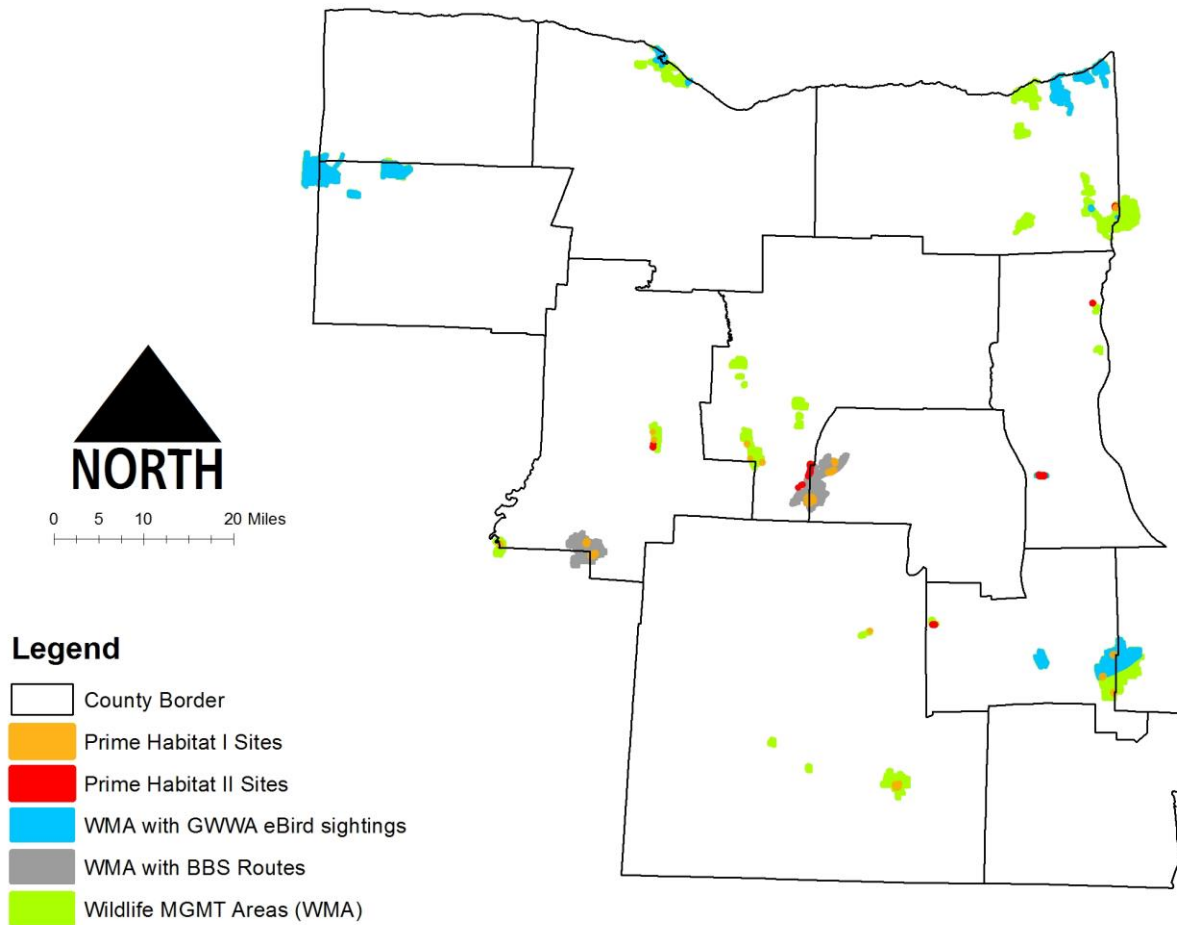 NORTH
0 5 10 20 Miles
Legend
County Border
Prime Habitat I Sites
Prime Habitat II Sites
WMA with GWWA eBird sightings
WMA with BBS Routes
Wildlife MGMT Areas (WMA)